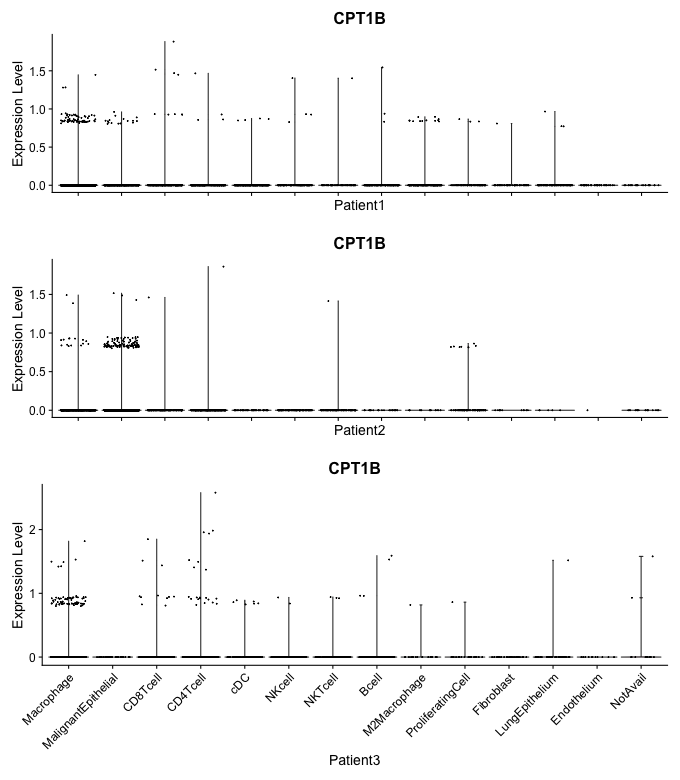 CPT1B
Expression Level
1.5
1.0
0.5
0.0
Patient1
CPT1B
Expression Level
1.5
1.0
0.5
0.0
Patient2
CPT1B
Expression Level
2
1
0
Macrophage
MalignantEpithelial
CD8Tcell
CD4Tcell
cDC
NKcell
NKTcell
Bcell
M2Macrophage
ProliferatingCell
Fibroblast
LungEpithelium
Endothelium
NotAvail
Patient3